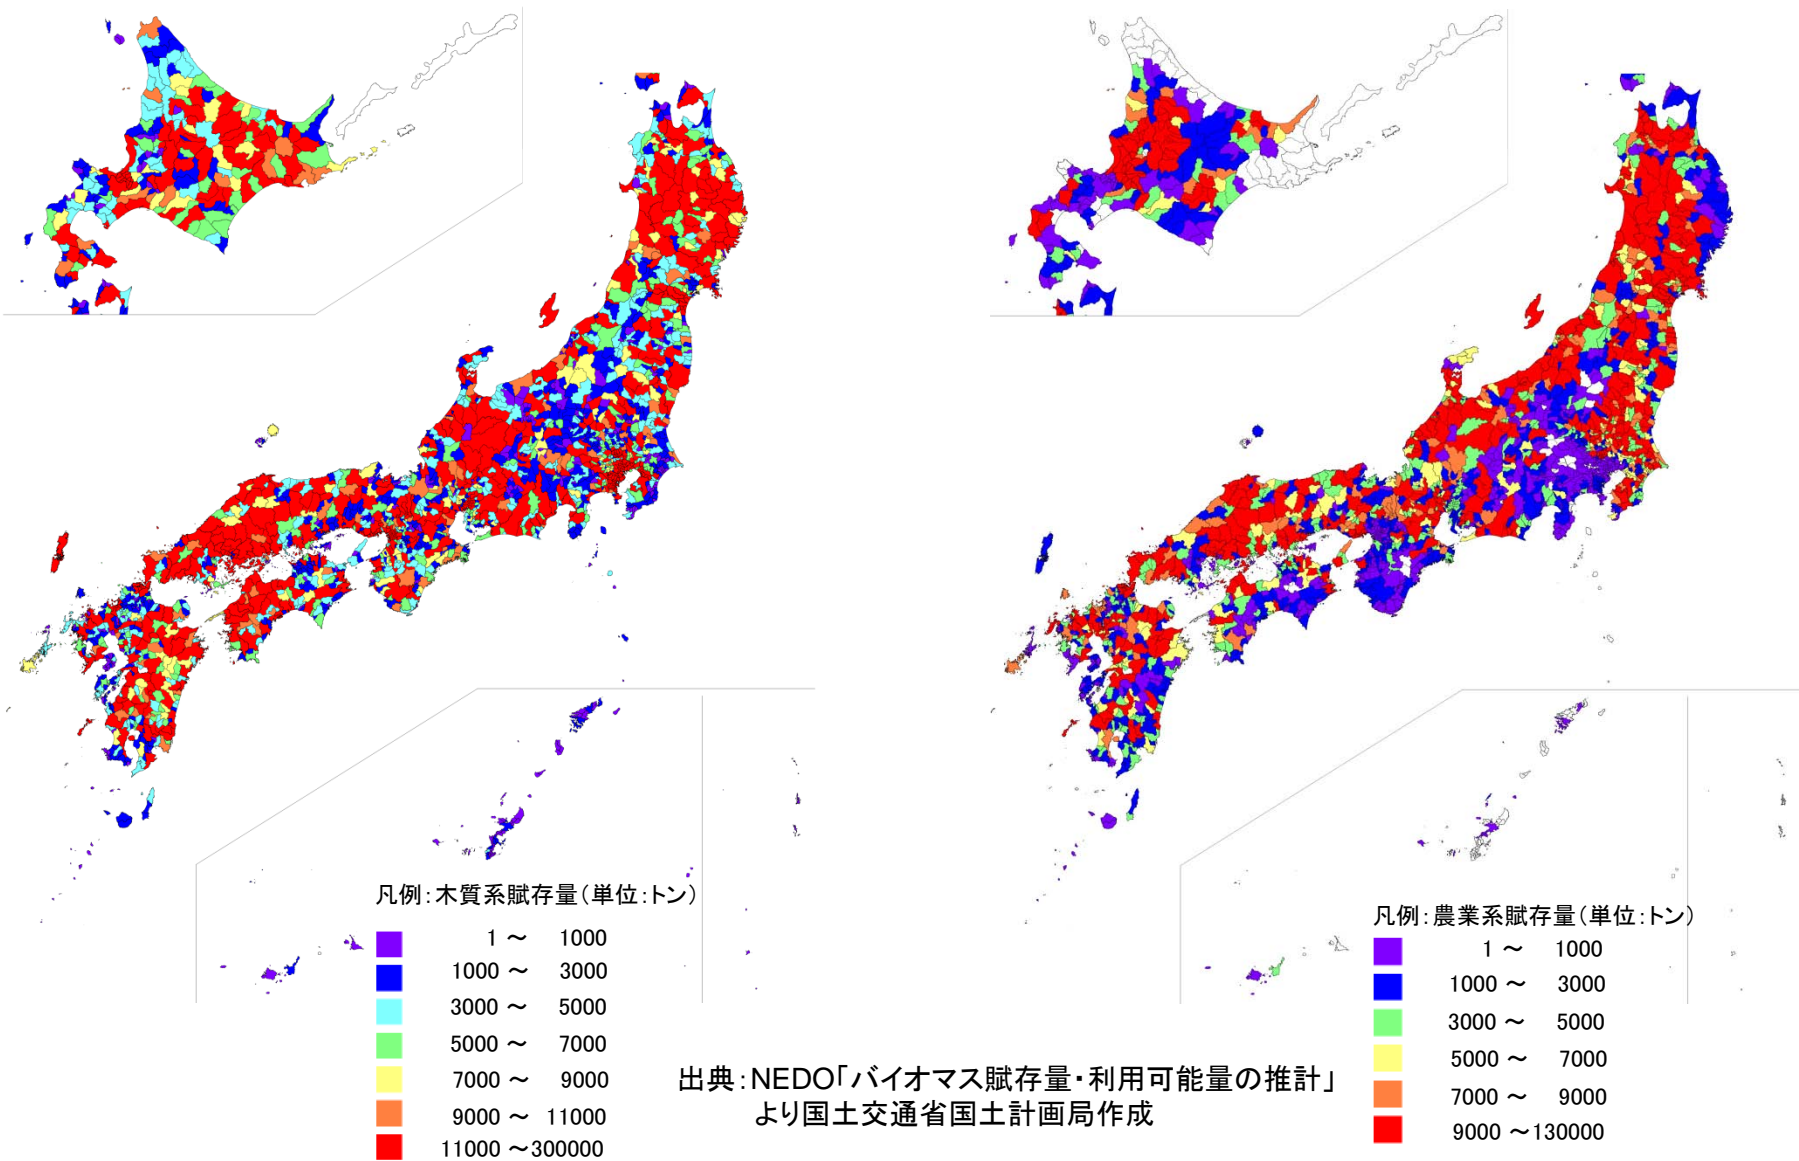 凡例:木質系賦存量(単位:トン)
1 ～ 1000
1000 ～ 3000
3000 ～ 5000
5000 ～ 7000
7000 ～ 9000
9000 ～ 11000
11000 ～300000
凡例:農業系賦存量(単位:トン)
1 ～ 1000
1000 ～ 3000
3000 ～ 5000
5000 ～ 7000
7000 ～ 9000
9000 ～130000
出典:NEDO「バイオマス賦存量・利用可能量の推計」
より国土交通省国土計画局作成